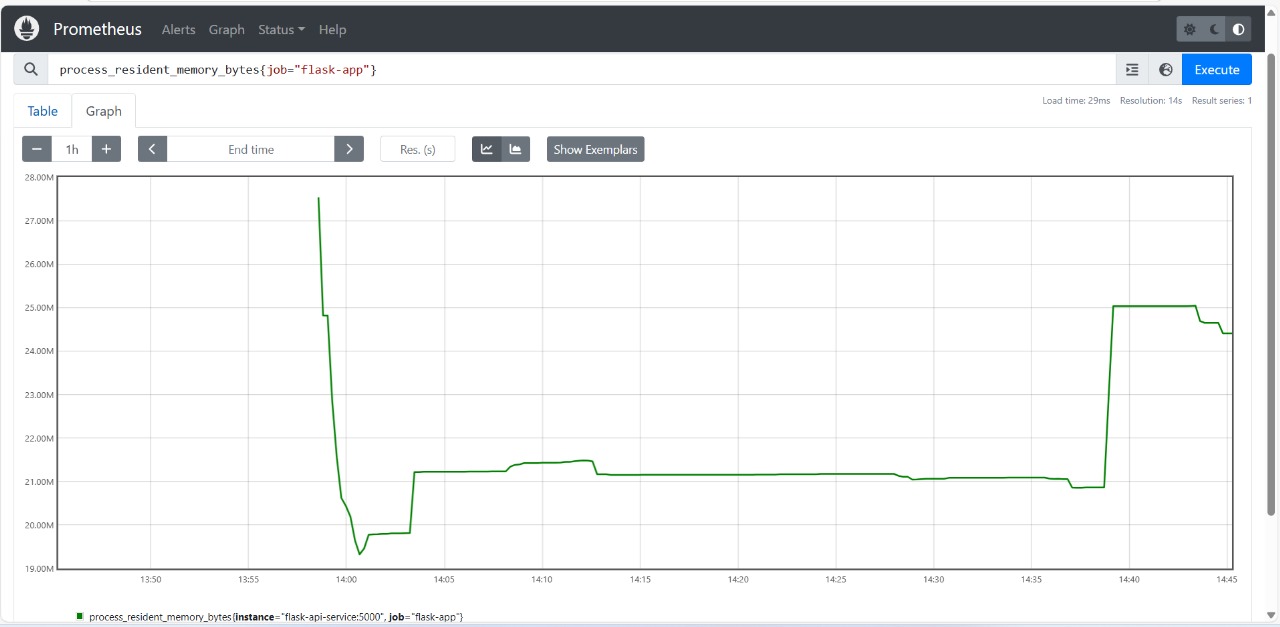 Prometheus Alerts Graph Status Help
process_resident_memory_bytes{job="flask-app"} Execute
Table Graph Load time: 29ms Resolution: 14s Result series: 1
1h End time Res. (s) Show Exemplars
28.00M
27.00M
26.00M
25.00M
24.00M
23.00M
22.00M
21.00M
20.00M
19.00M
13:50 13:55 14:00 14:05 14:10 14:15 14:20 14:25 14:30 14:35 14:40 14:45
process_resident_memory_bytes{instance="flask-api-service:5000", job="flask-app"}